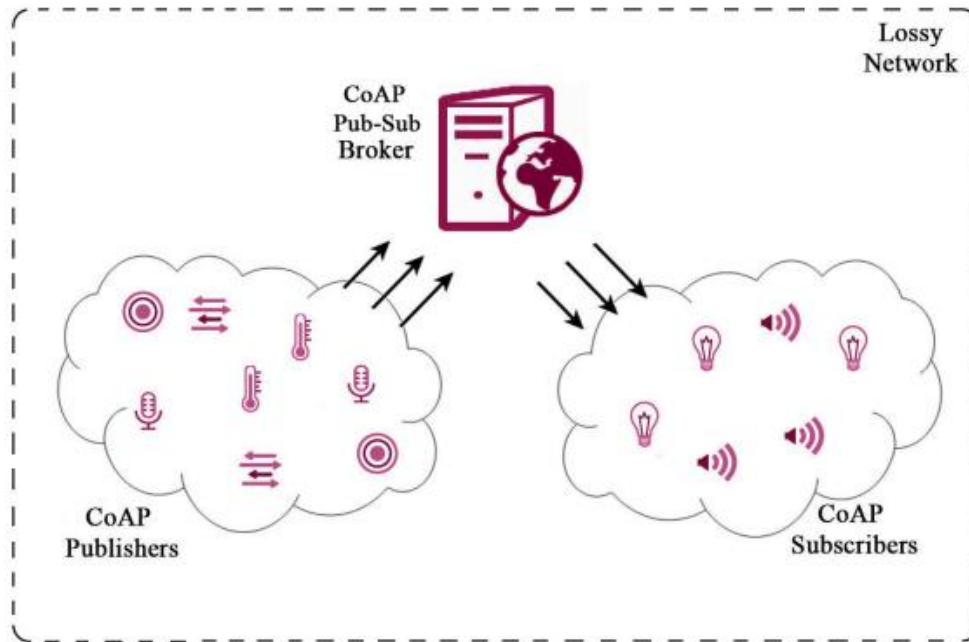 Lossy
Network
CoAP
Pub-Sub
Broker
CoAP
Publishers
CoAP
Subscribers